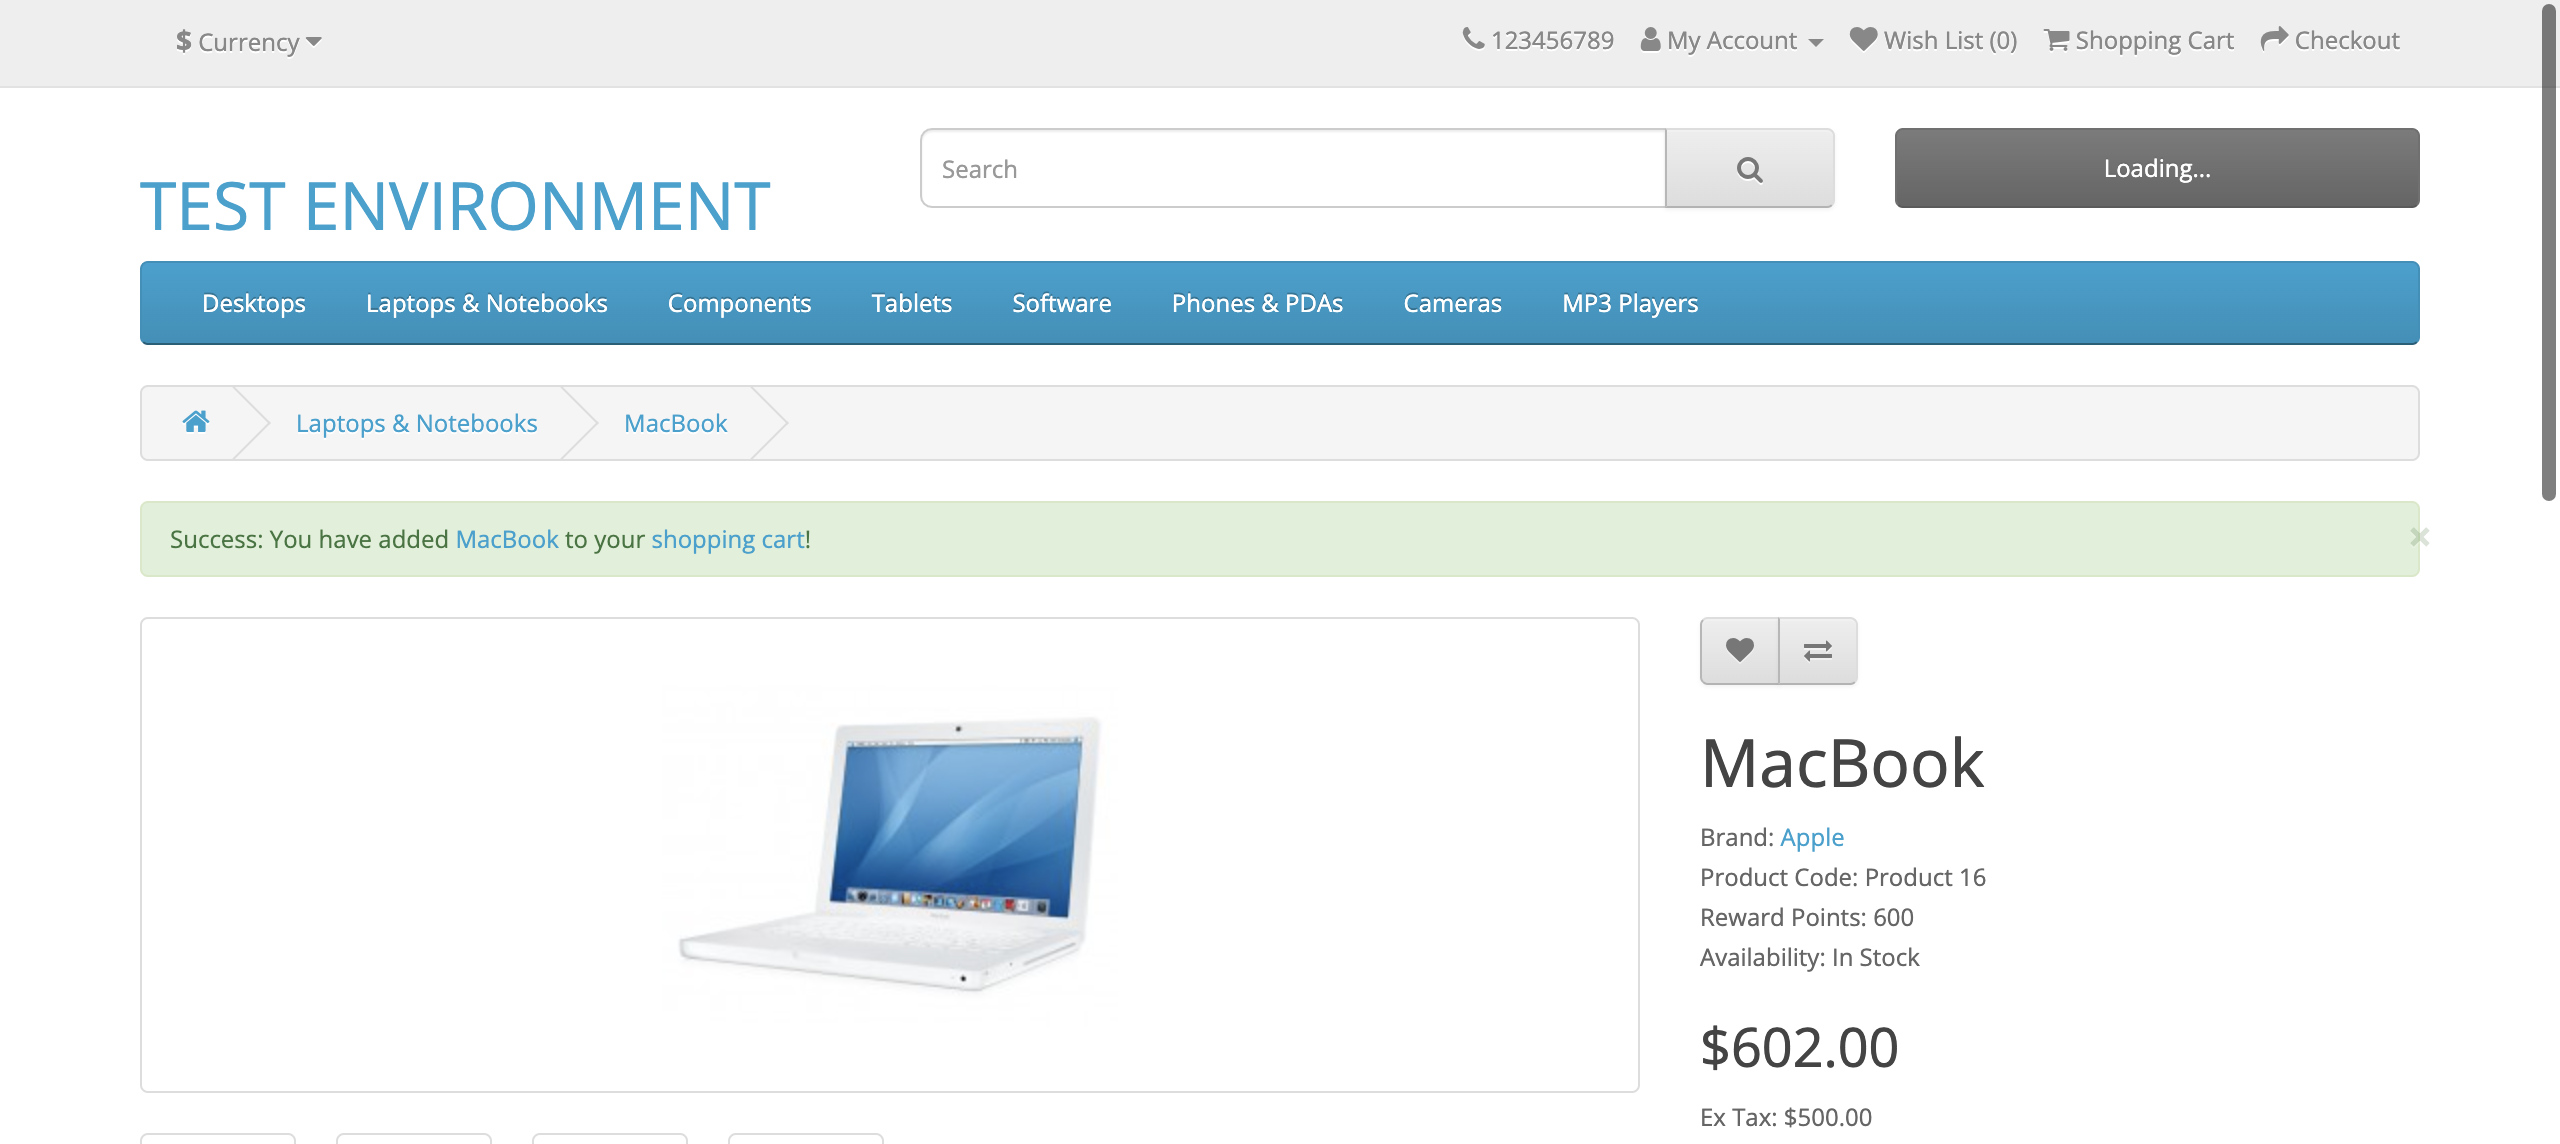 $ Currency
123456789 My Account Wish List (0) Shopping Cart Checkout
TEST ENVIRONMENT
Search
Loading...
Desktops Laptops & Notebooks Components Tablets Software Phones & PDAs Cameras MP3 Players
Laptops & Notebooks MacBook
Success: You have added MacBook to your shopping cart!
×
MacBook
Brand: Apple
Product Code: Product 16
Reward Points: 600
Availability: In Stock
$602.00
Ex Tax: $500.00